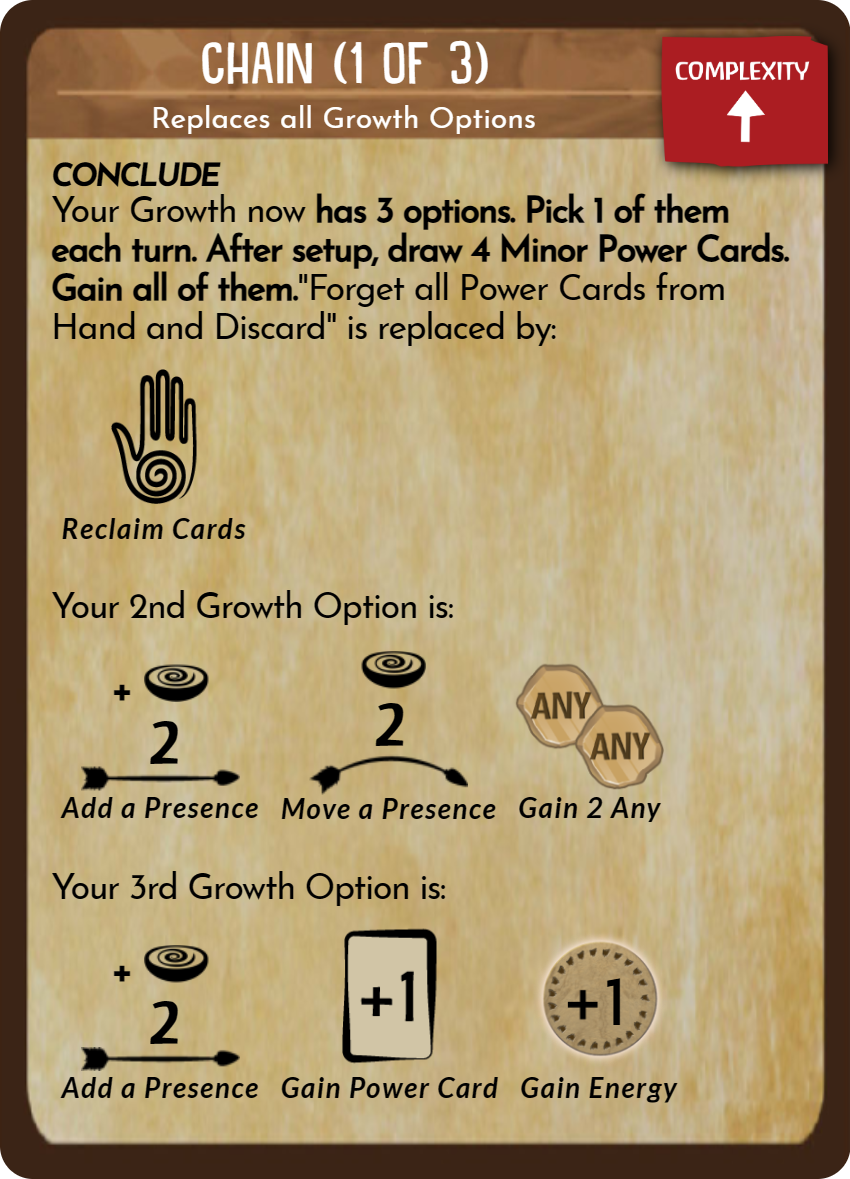 CHAIN (1 OF 3)
COMPLEXITY
Replaces all Growth Options
CONCLUDE
Your Growth now has 3 options. Pick 1 of them
each turn. After setup, draw 4 Minor Power Cards.
Gain all of them."Forget all Power Cards from
Hand and Discard" is replaced by:
Reclaim Cards
Your 2nd Growth Option is:
+
2
2
ANY
ANY
Add a Presence Move a Presence Gain 2 Any
Your 3rd Growth Option is:
+
2
+1
+1
Add a Presence Gain Power Card Gain Energy